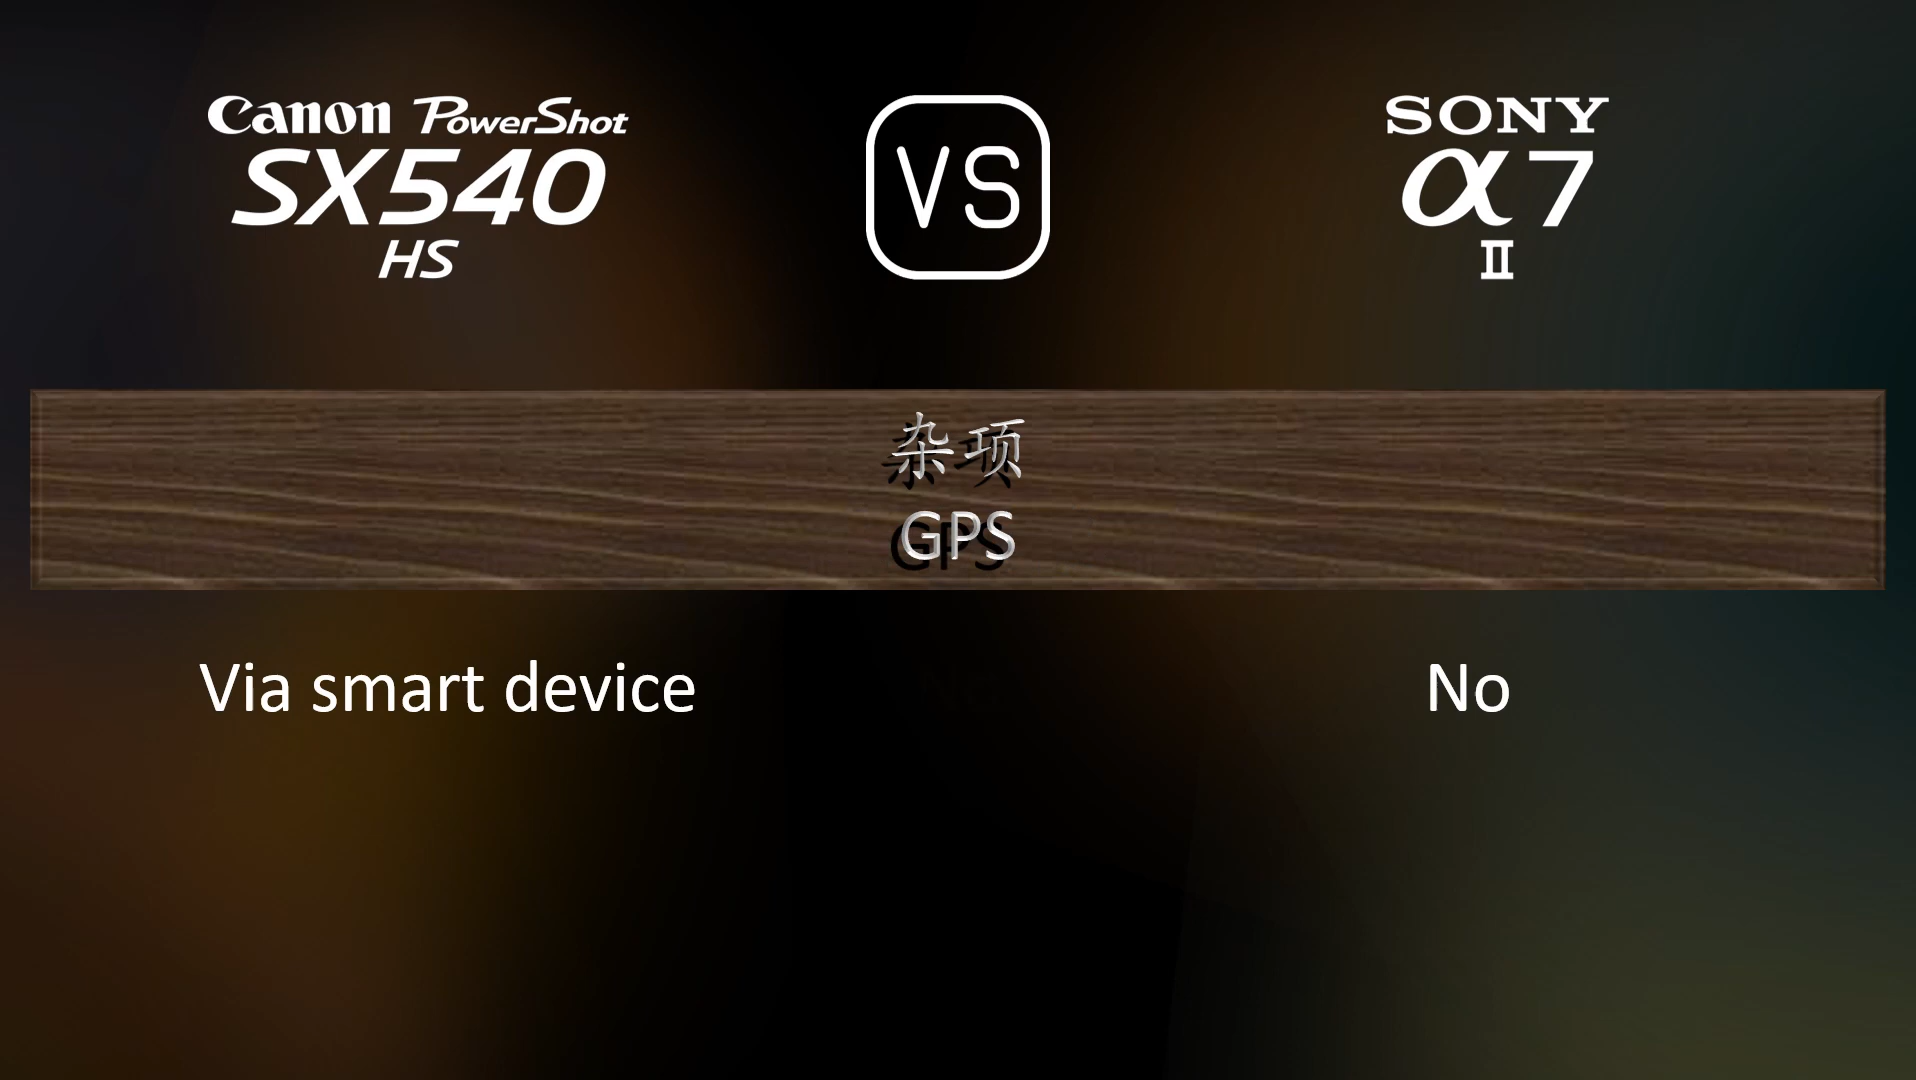 Canon PowerShot
SX540
HS
VS
SONY
α7
II
杂项
GPS
Via smart device
No